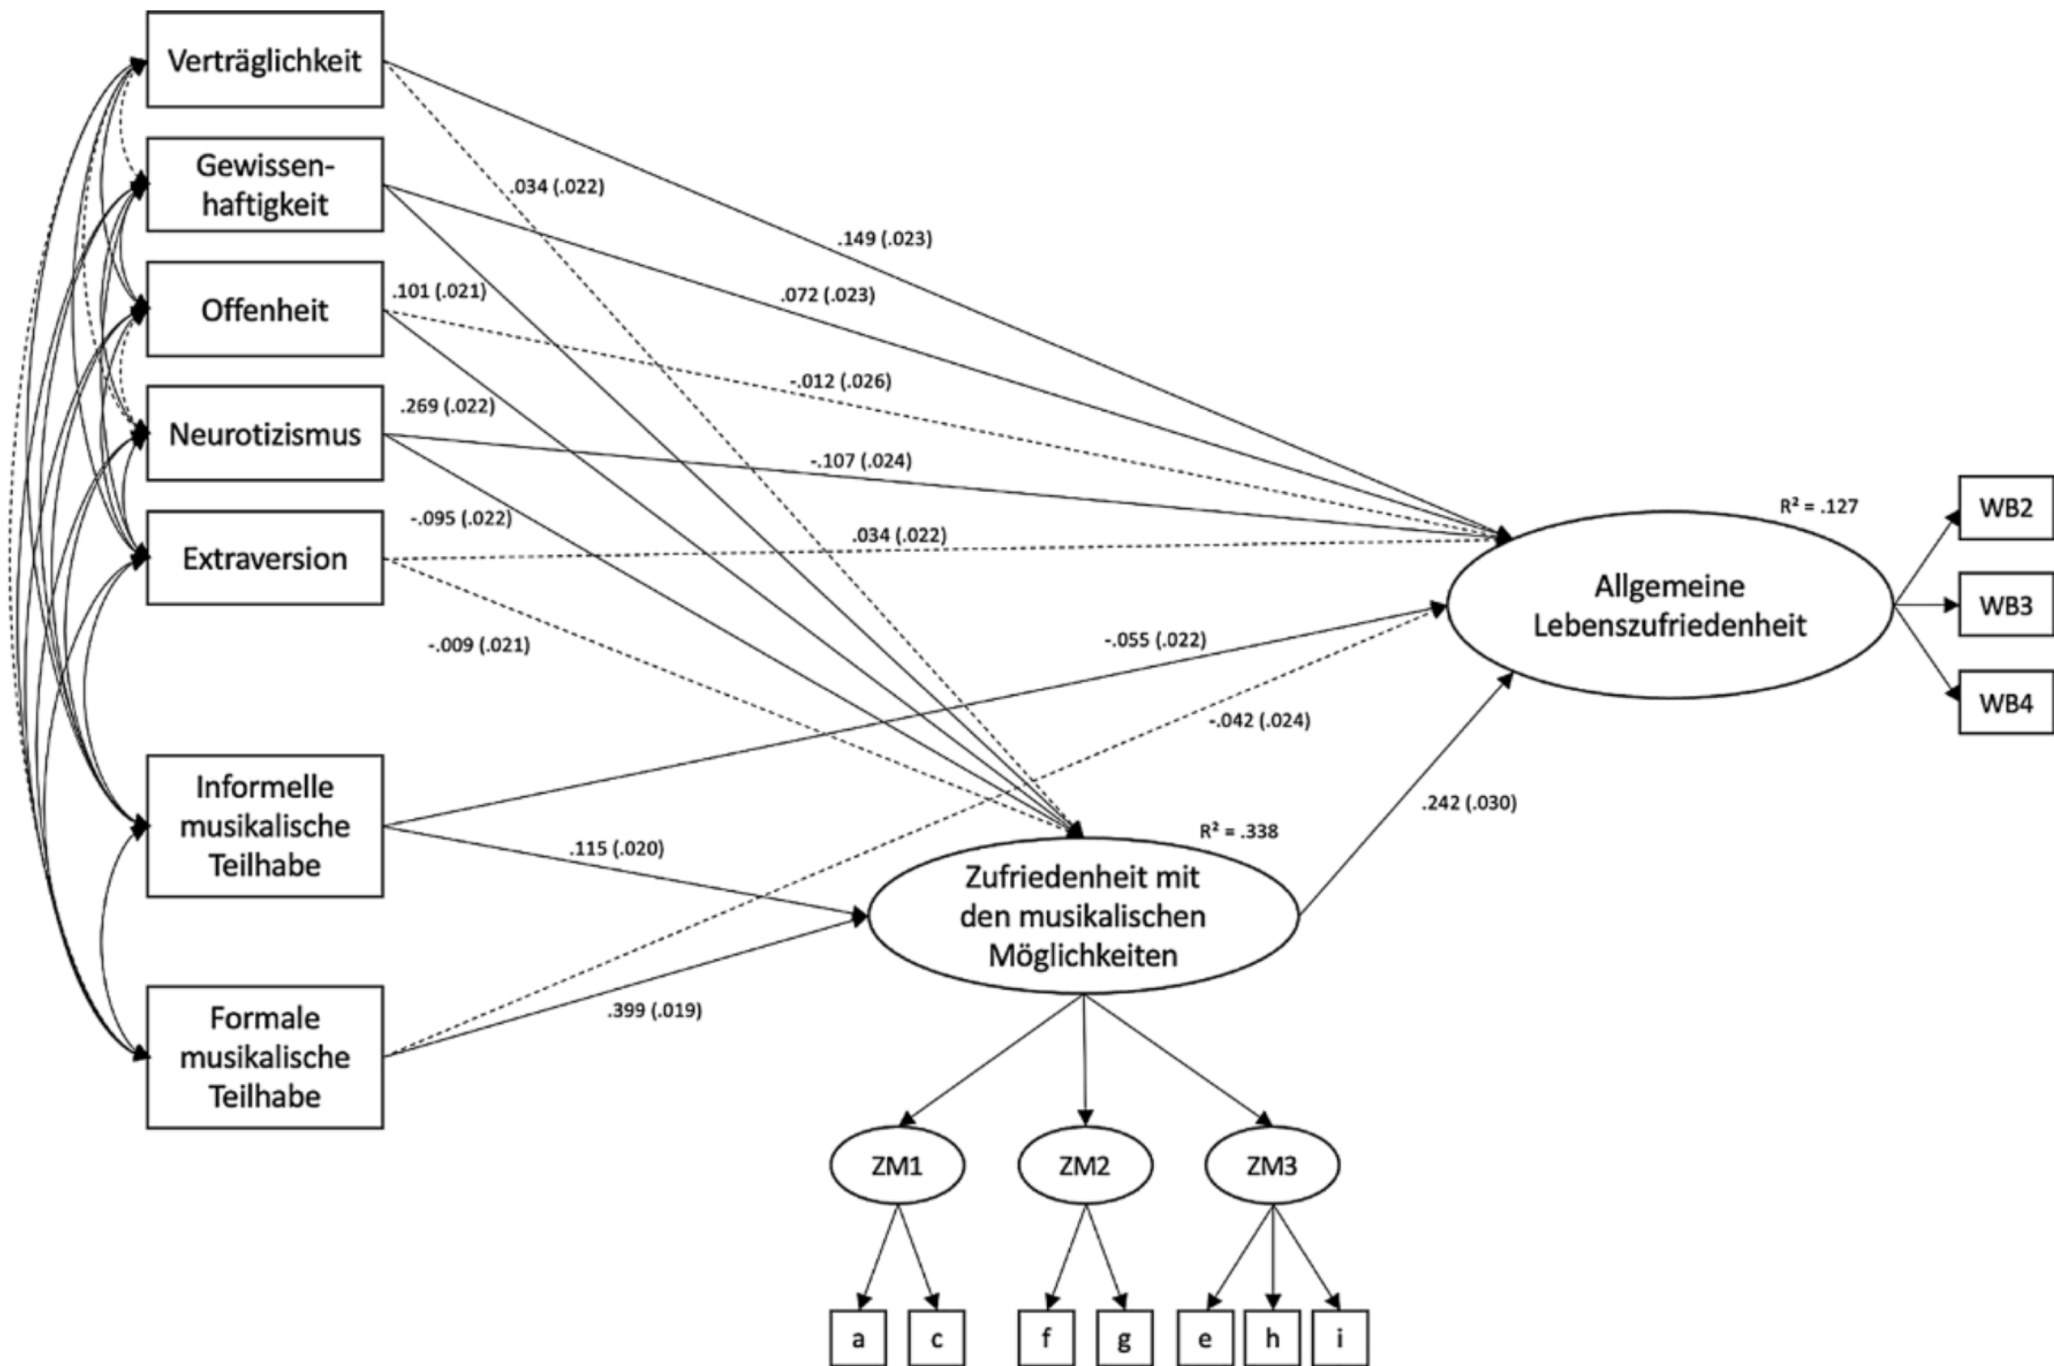 Verträglichkeit
Gewissen-
haftigkeit
.034 (.022)
.149 (.023)
.101 (.021)
.072 (.023)
Offenheit
-.012 (.026)
.269 (.022)
Neurotizismus
-.107 (.024)
-.095 (.022)
.034 (.022)
Extraversion
-.009 (.021)
R² = .127
Allgemeine
Lebenszufriedenheit
WB2
WB3
WB4
-.055 (.022)
-.042 (.024)
.242 (.030)
Informelle
musikalische
Teilhabe
.115 (.020)
R² = .338
Zufriedenheit mit
den musikalischen
Möglichkeiten
.399 (.019)
Formale
musikalische
Teilhabe
ZM1
ZM2
ZM3
a
c
f
g
e
h
i